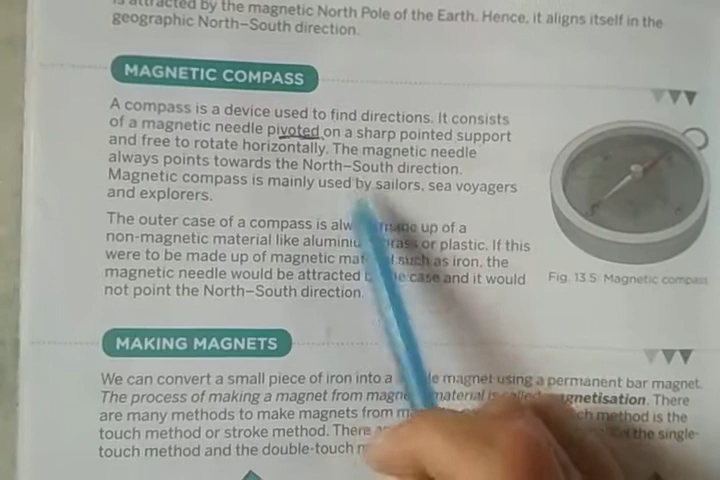 is attracted by the magnetic North Pole of the Earth. Hence, it aligns itself in the
geographic North–South direction.
MAGNETIC COMPASS
A compass is a device used to find directions. It consists
of a magnetic needle pivoted on a sharp pointed support
and free to rotate horizontally. The magnetic needle
always points towards the North–South direction.
Magnetic compass is mainly used by sailors, sea voyagers
and explorers.
The outer case of a compass is alw made up of a
non-magnetic material like aluminiu brass or plastic. If this
were to be made up of magnetic mat l such as iron, the
magnetic needle would be attracted case and it would
not point the North–South direction.
Fig. 13.5 Magnetic compass
MAKING MAGNETS
We can convert a small piece of iron into a magnet using a permanent bar magnet.
The process of making a magnet from magne material is called magnetisation. There
are many methods to make magnets from m ch method is the
touch method or stroke method. There the single-
touch method and the double-touch